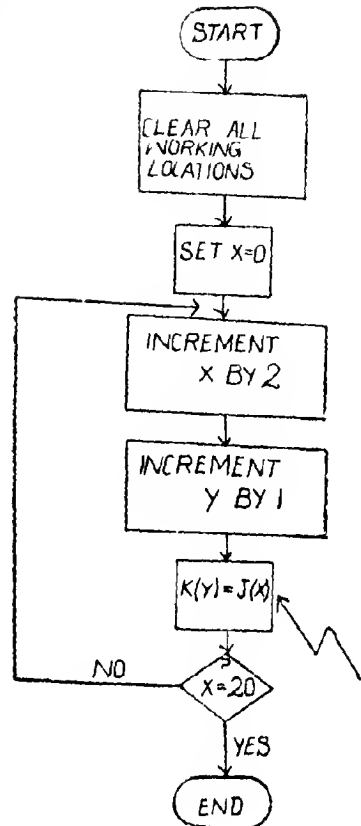 START
CLEAR ALL
WORKING
LOCATIONS
SET X=0
INCREMENT
X BY 2
INCREMENT
Y BY 1
K(Y)=J(X)
X=20
NO
YES
END